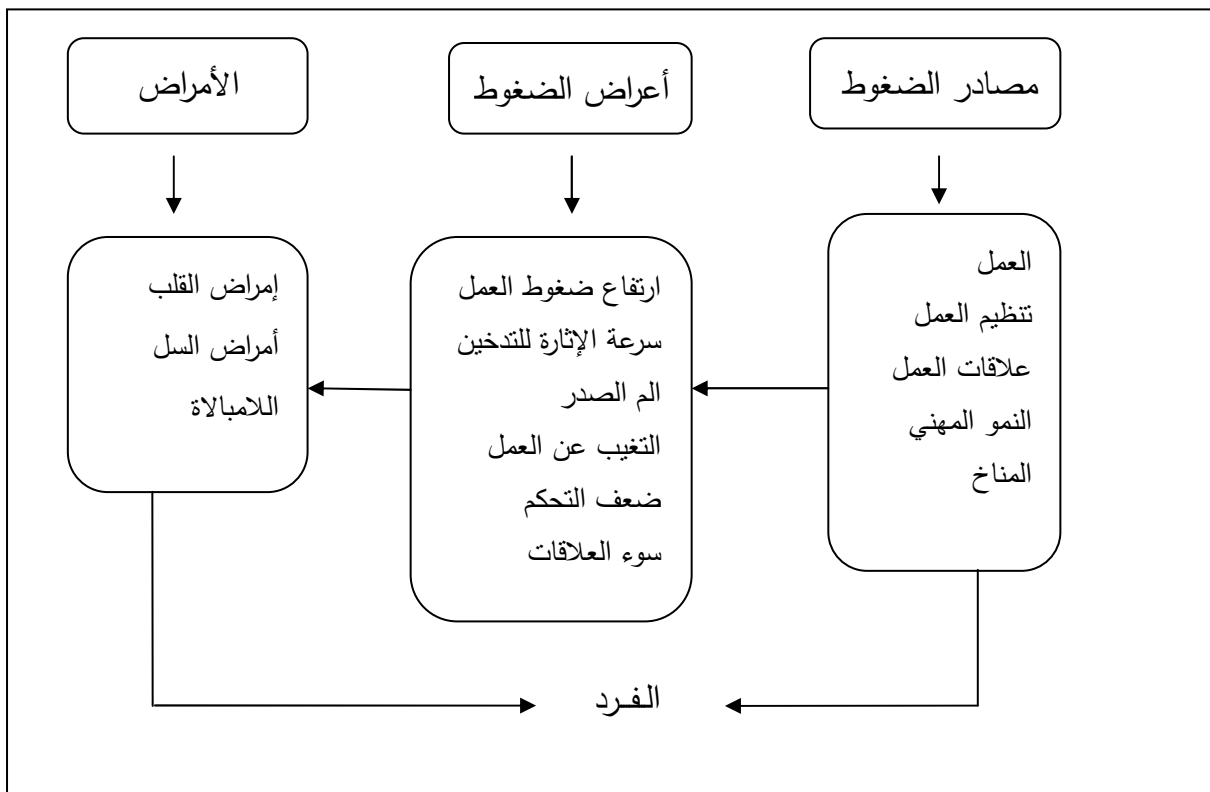 مصادر الضغوط
أعراض الضغوط
الأمراض
العمل
تنظيم العمل
علاقات العمل
النمو المهني
المناخ
ارتفاع ضغوط العمل
سرعة الإثارة للتدخين
الم الصدر
التغيب عن العمل
ضعف التحكم
سوء العلاقات
إمراض القلب
أمراض السل
اللامبالاة
الفـرد